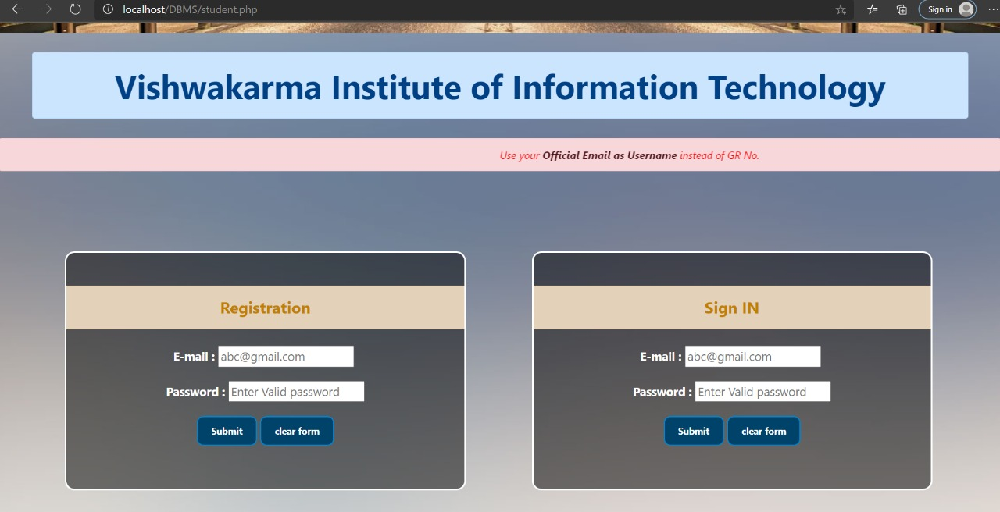 localhost/DBMS/student.php
Sign in
Vishwakarma Institute of Information Technology
Use your Official Email as Username instead of GR No.
Registration
E-mail : abc@gmail.com
Password : Enter Valid password
Submit clear form
Sign IN
E-mail : abc@gmail.com
Password : Enter Valid password
Submit clear form